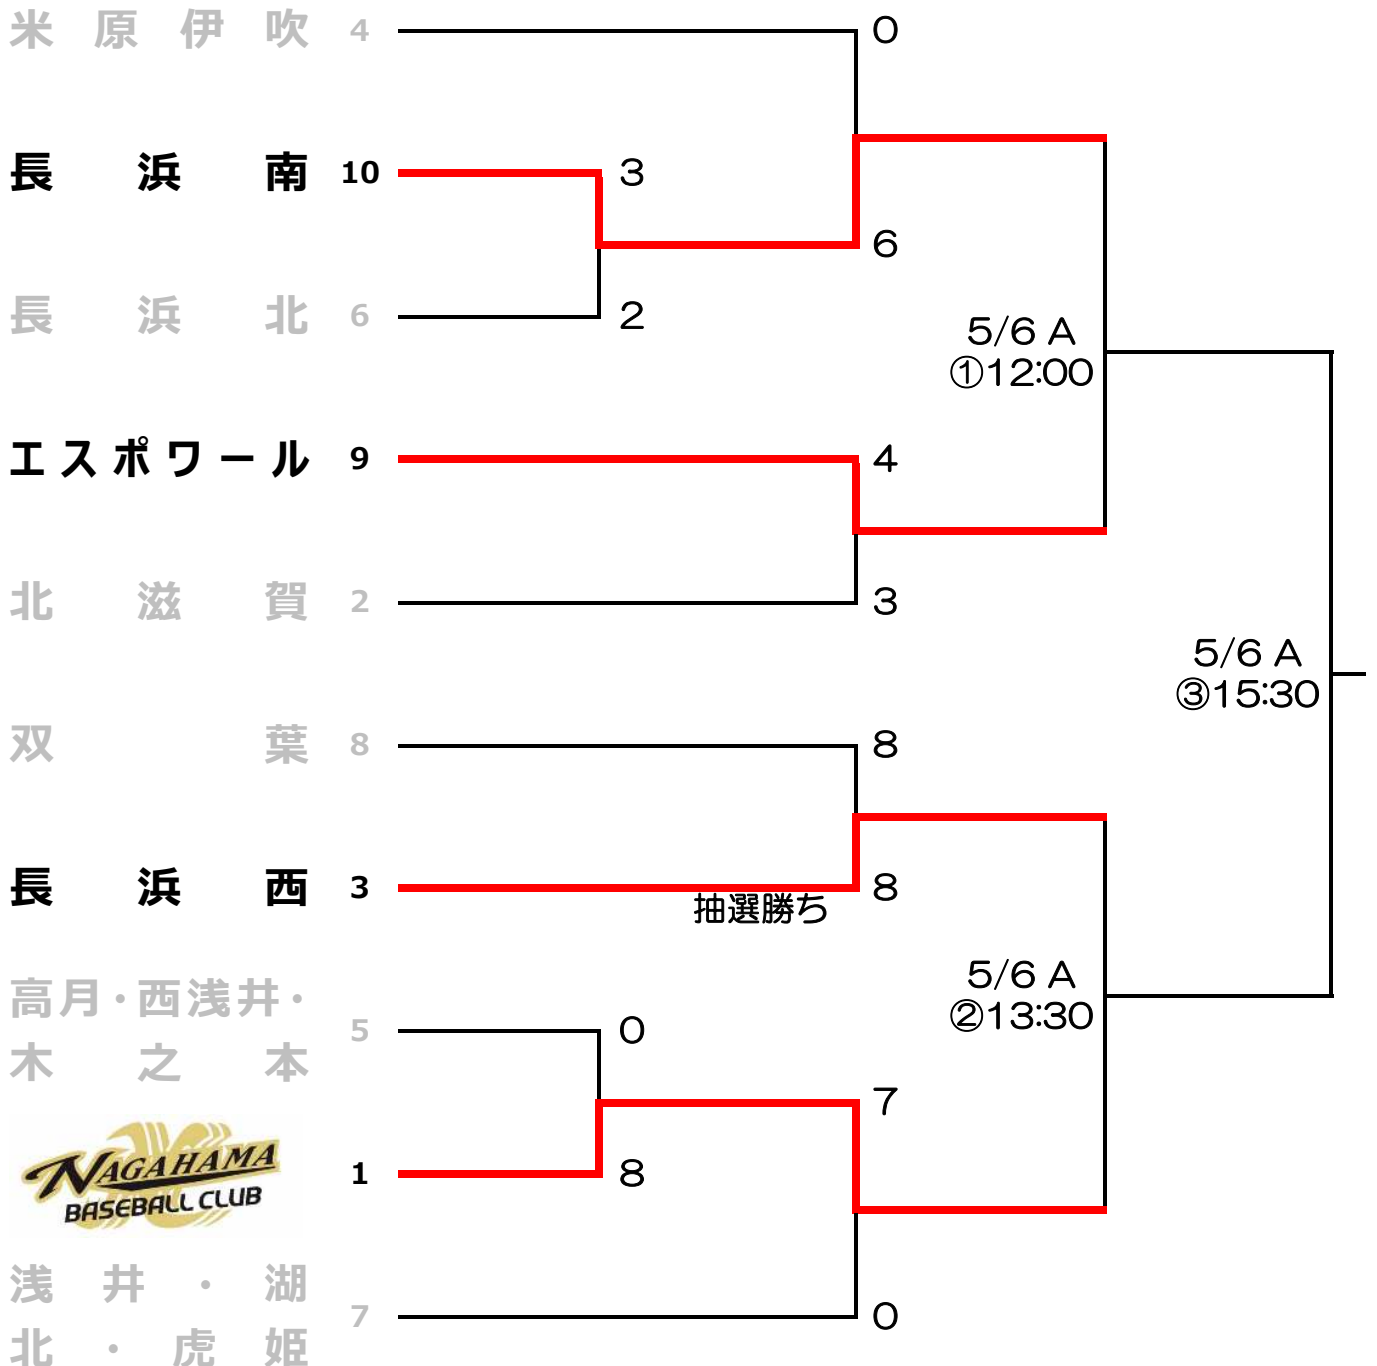 米原伊吹 4 0
長浜南 10 3
6
長浜北 6 2
5/6 A
①12:00
エスポワール 9 4
北滋賀 2 3
5/6 A
③15:30
双葉 8 8
長浜西 3 8
抽選勝ち
5/6 A
②13:30
高月・西浅井・
木之本 5 0
7
NAGAHAMA
BASEBALL CLUB
1 8
浅井・湖
北・虎姫 7 0